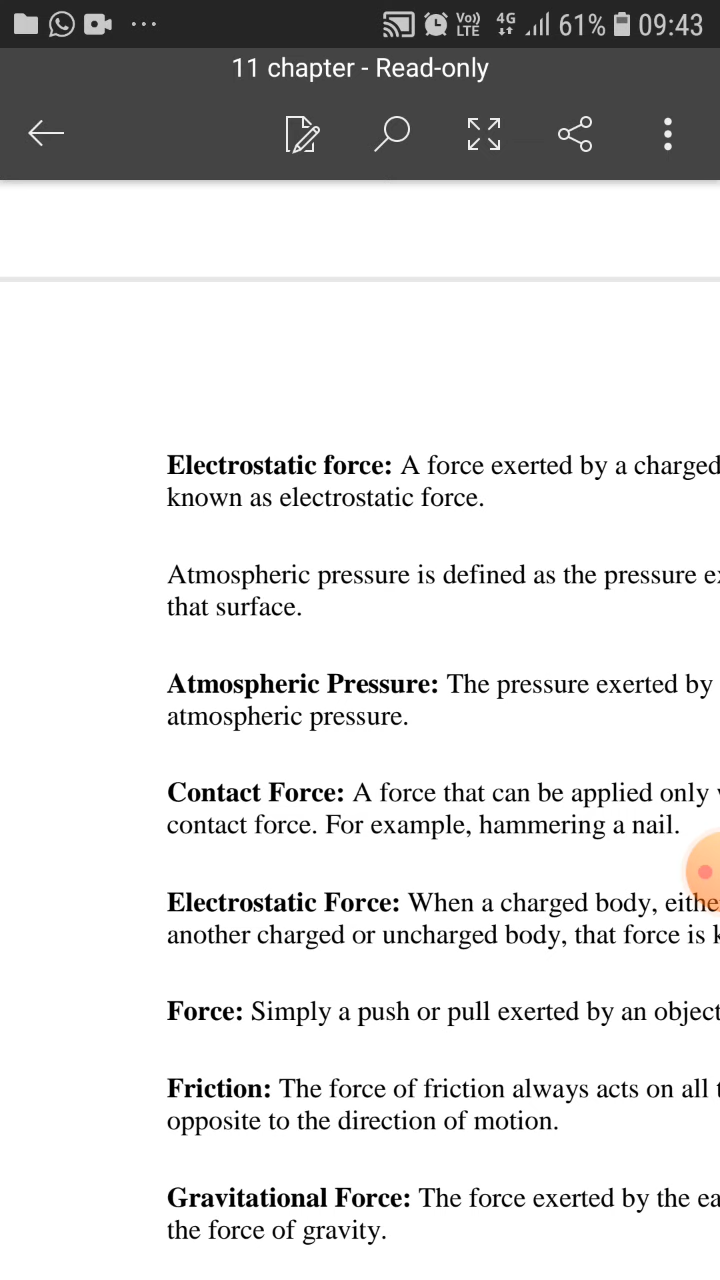 Vo)) LTE 4G 61% 09:43
11 chapter - Read-only
Electrostatic force: A force exerted by a charged
known as electrostatic force.
Atmospheric pressure is defined as the pressure
that surface.
Atmospheric Pressure: The pressure exerted by
atmospheric pressure.
Contact Force: A force that can be applied only
contact force. For example, hammering a nail.
Electrostatic Force: When a charged body,
another charged or uncharged body, that force is
Force: Simply a push or pull exerted by an object
Friction: The force of friction always acts on all
opposite to the direction of motion.
Gravitational Force: The force exerted by the
the force of gravity.